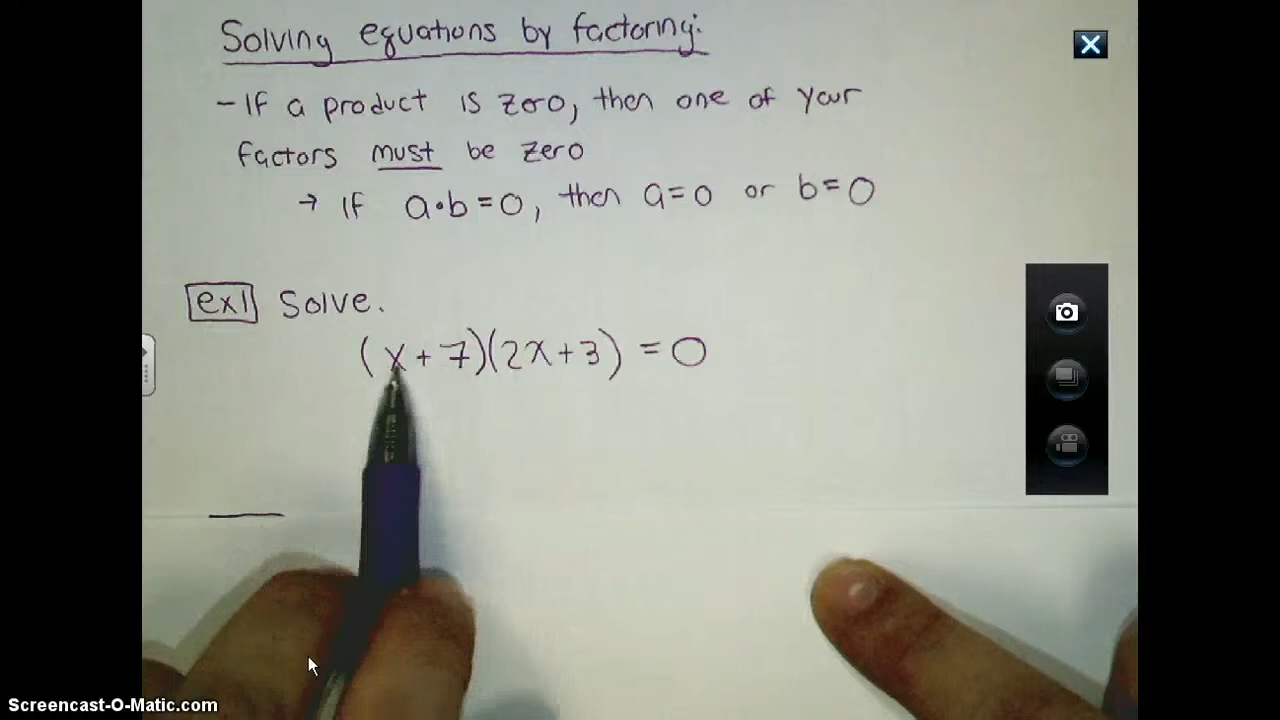 Solving equations by factoring:
- If a product is zero, then one of your
factors must be zero
→ If a•b=0, then a=0 or b=0
ex1 Solve.
(x+7)(2x+3) = 0
Screencast-O-Matic.com